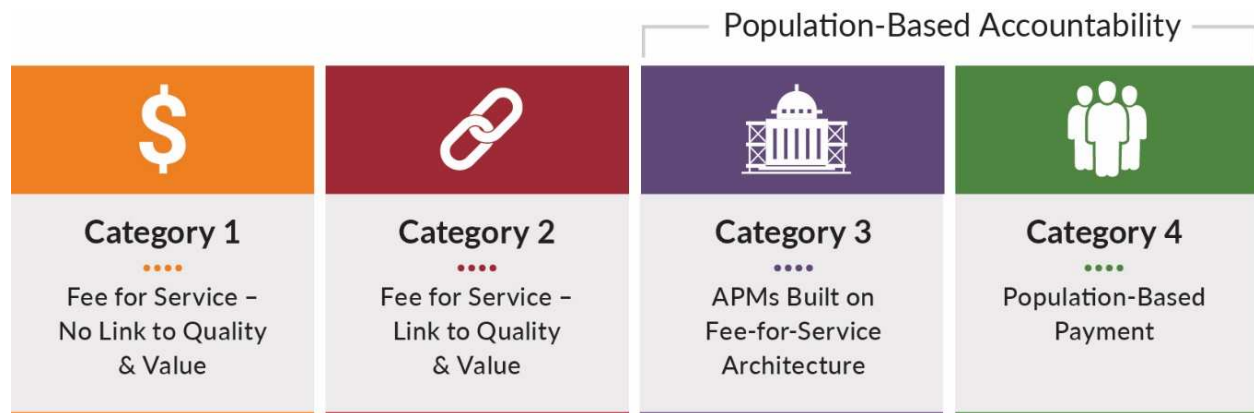 Population-Based Accountability
$
Category 1
Fee for Service –
No Link to Quality
& Value
Category 2
Fee for Service –
Link to Quality
& Value
Category 3
APMs Built on
Fee-for-Service
Architecture
Category 4
Population-Based
Payment